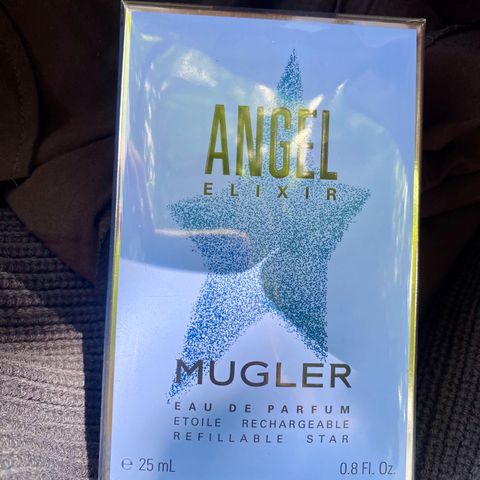 ANGEL
ELIXIR
MUGLER
EAU DE PARFUM
ETOILE RECHARGEABLE
REFILLABLE STAR
℮ 25 mL 0.8 Fl. Oz.